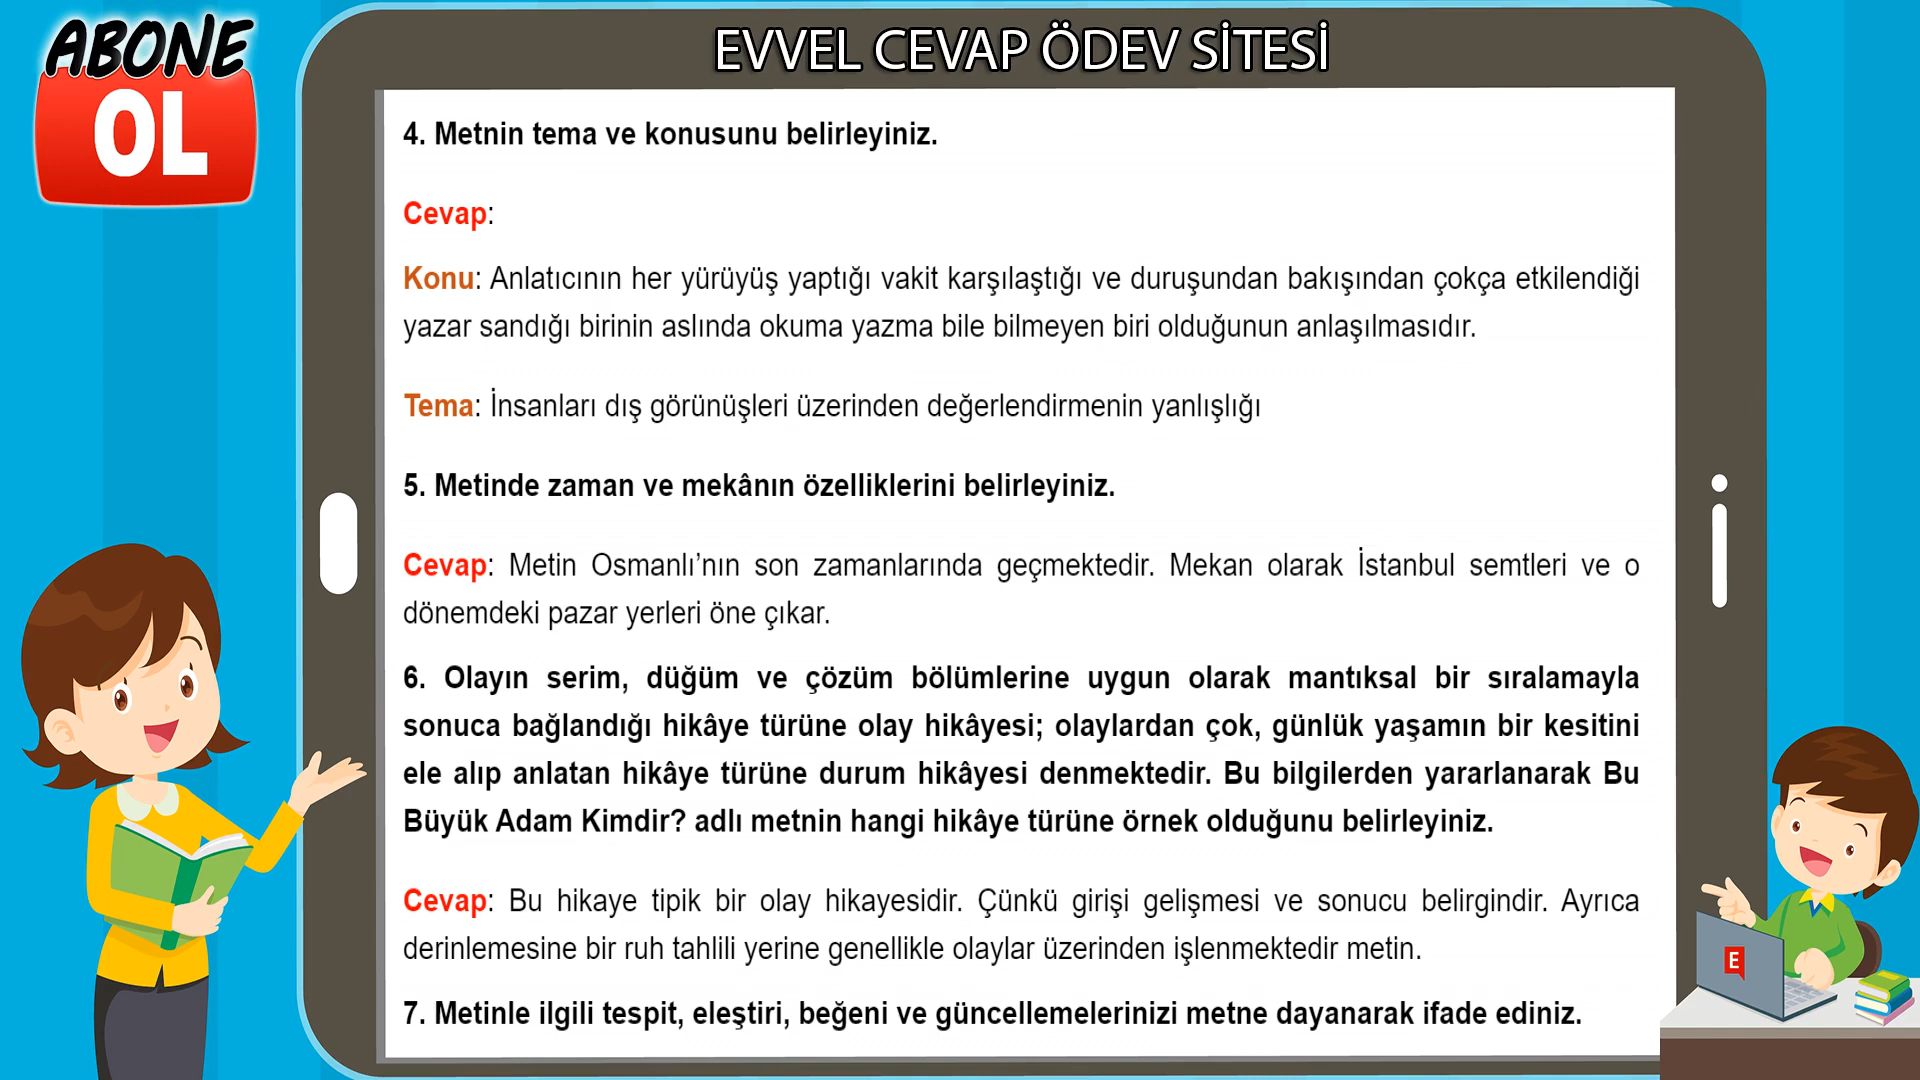 ABONE
OL
EVVEL CEVAP ÖDEV SİTESİ
4. Metnin tema ve konusunu belirleyiniz.
Cevap:
Konu: Anlatıcının her yürüyüş yaptığı vakit karşılaştığı ve duruşundan bakışından çokça etkilendiği
yazar sandığı birinin aslında okuma yazma bile bilmeyen biri olduğunun anlaşılmasıdır.
Tema: İnsanları dış görünüşleri üzerinden değerlendirmenin yanlışlığı
5. Metinde zaman ve mekânın özelliklerini belirleyiniz.
Cevap: Metin Osmanlı’nın son zamanlarında geçmektedir. Mekan olarak İstanbul semtleri ve o
dönemdeki pazar yerleri öne çıkar.
6. Olayın serim, düğüm ve çözüm bölümlerine uygun olarak mantıksal bir sıralamayla
sonuca bağlandığı hikâye türüne olay hikâyesi; olaylardan çok, günlük yaşamın bir kesitini
ele alıp anlatan hikâye türüne durum hikâyesi denmektedir. Bu bilgilerden yararlanarak Bu
Büyük Adam Kimdir? adlı metnin hangi hikâye türüne örnek olduğunu belirleyiniz.
Cevap: Bu hikaye tipik bir olay hikayesidir. Çünkü girişi gelişmesi ve sonucu belirgindir. Ayrıca
derinlemesine bir ruh tahlili yerine genellikle olaylar üzerinden işlenmektedir metin.
7. Metinle ilgili tespit, eleştiri, beğeni ve güncellemelerinizi metne dayanarak ifade ediniz.
E